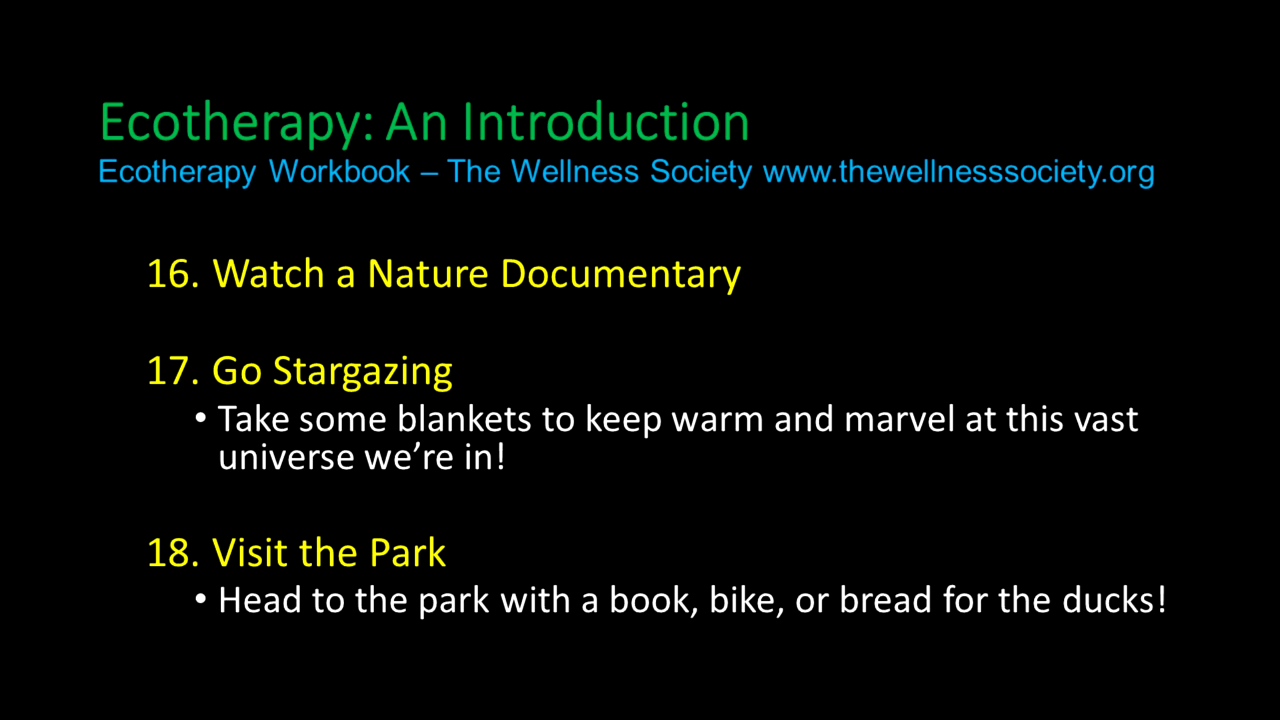 Ecotherapy: An Introduction
Ecotherapy Workbook – The Wellness Society www.thewellnesssociety.org
16. Watch a Nature Documentary
17. Go Stargazing
• Take some blankets to keep warm and marvel at this vast
universe we’re in!
18. Visit the Park
• Head to the park with a book, bike, or bread for the ducks!